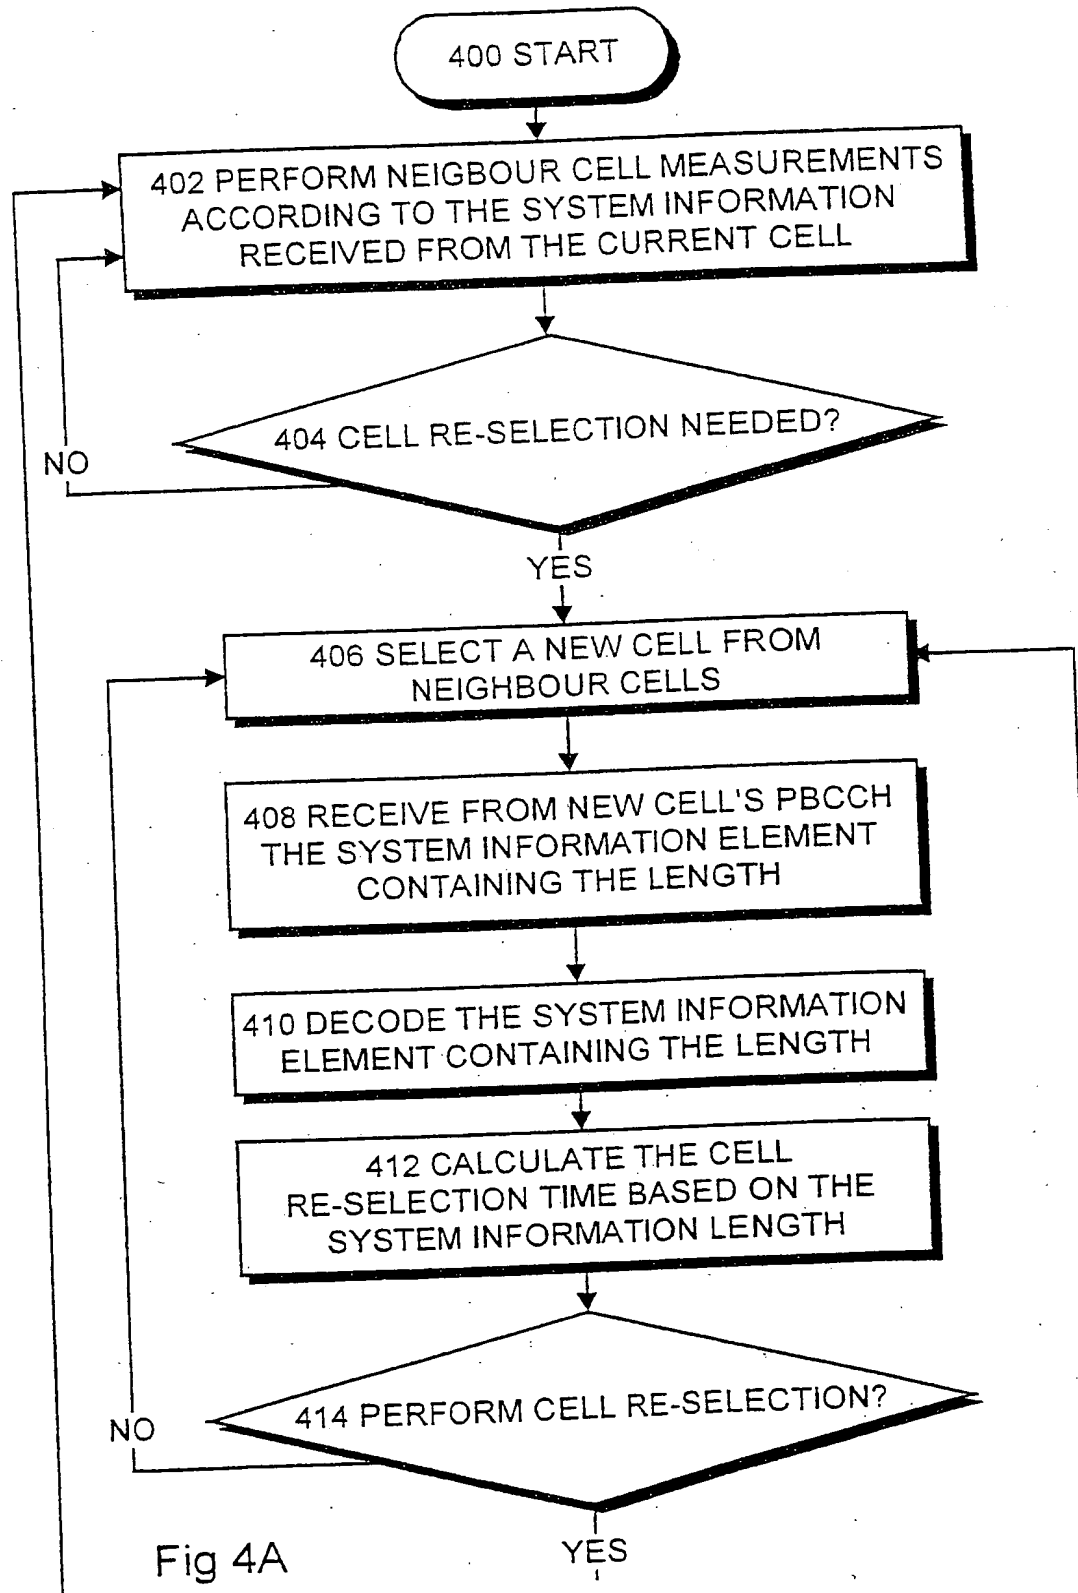 400 START
402 PERFORM NEIGBOUR CELL MEASUREMENTS
ACCORDING TO THE SYSTEM INFORMATION
RECEIVED FROM THE CURRENT CELL
404 CELL RE-SELECTION NEEDED?
NO
YES
406 SELECT A NEW CELL FROM
NEIGHBOUR CELLS
408 RECEIVE FROM NEW CELL'S PBCCH
THE SYSTEM INFORMATION ELEMENT
CONTAINING THE LENGTH
410 DECODE THE SYSTEM INFORMATION
ELEMENT CONTAINING THE LENGTH
412 CALCULATE THE CELL
RE-SELECTION TIME BASED ON THE
SYSTEM INFORMATION LENGTH
414 PERFORM CELL RE-SELECTION?
NO
YES
Fig 4A